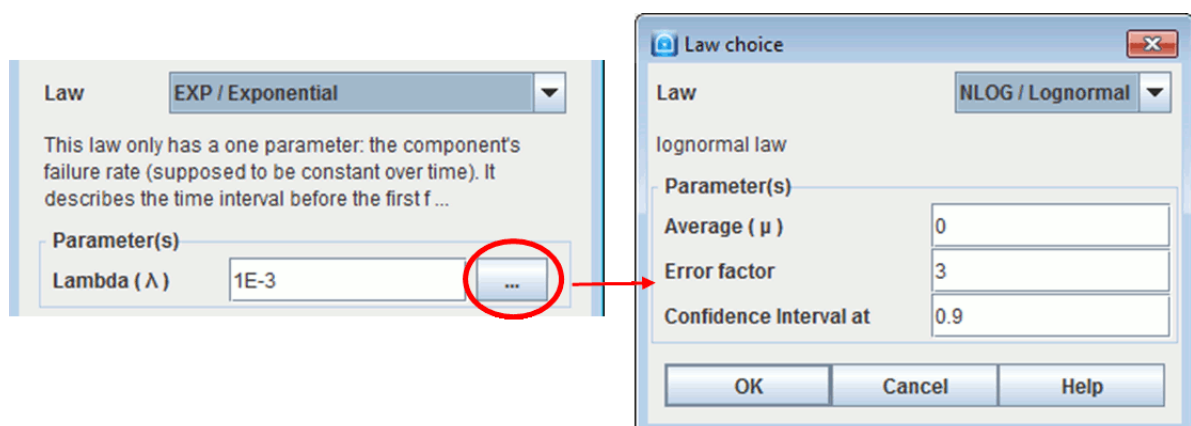 Law EXP / Exponential
This law only has a one parameter: the component's
failure rate (supposed to be constant over time). It
describes the time interval before the first f ...
Parameter(s)
Lambda ( λ ) 1E-3 ...
Law choice
Law NLOG / Lognormal
lognormal law
Parameter(s)
Average ( µ ) 0
Error factor 3
Confidence Interval at 0.9
OK Cancel Help